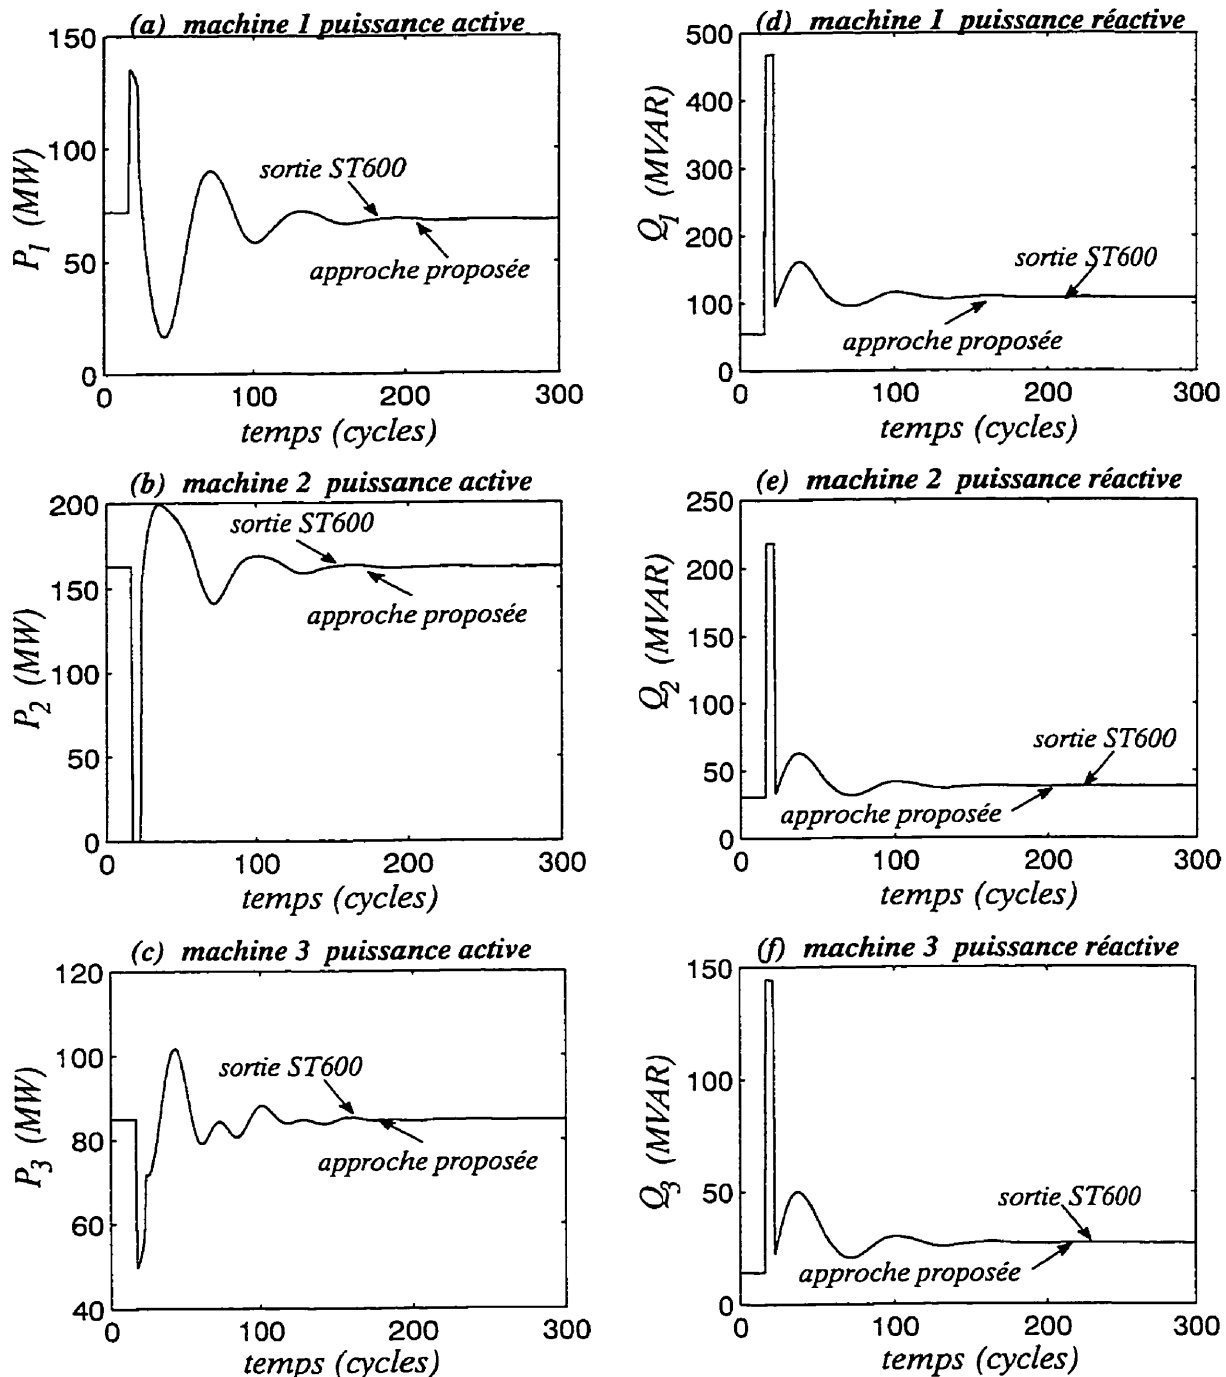 (a) machine 1 puissance active
150
100
50
0
P1 (MW)
sortie ST600
approche proposée
0 100 200 300
temps (cycles)
(d) machine 1 puissance réactive
500
400
300
200
100
0
Q1 (MVAR)
sortie ST600
approche proposée
0 100 200 300
temps (cycles)
(b) machine 2 puissance active
200
150
100
50
0
P2 (MW)
sortie ST600
approche proposée
0 100 200 300
temps (cycles)
(e) machine 2 puissance réactive
250
200
150
100
50
0
Q2 (MVAR)
sortie ST600
approche proposée
0 100 200 300
temps (cycles)
(c) machine 3 puissance active
120
100
80
60
40
P3 (MW)
sortie ST600
approche proposée
0 100 200 300
temps (cycles)
(f) machine 3 puissance réactive
150
100
50
0
Q3 (MVAR)
sortie ST600
approche proposée
0 100 200 300
temps (cycles)